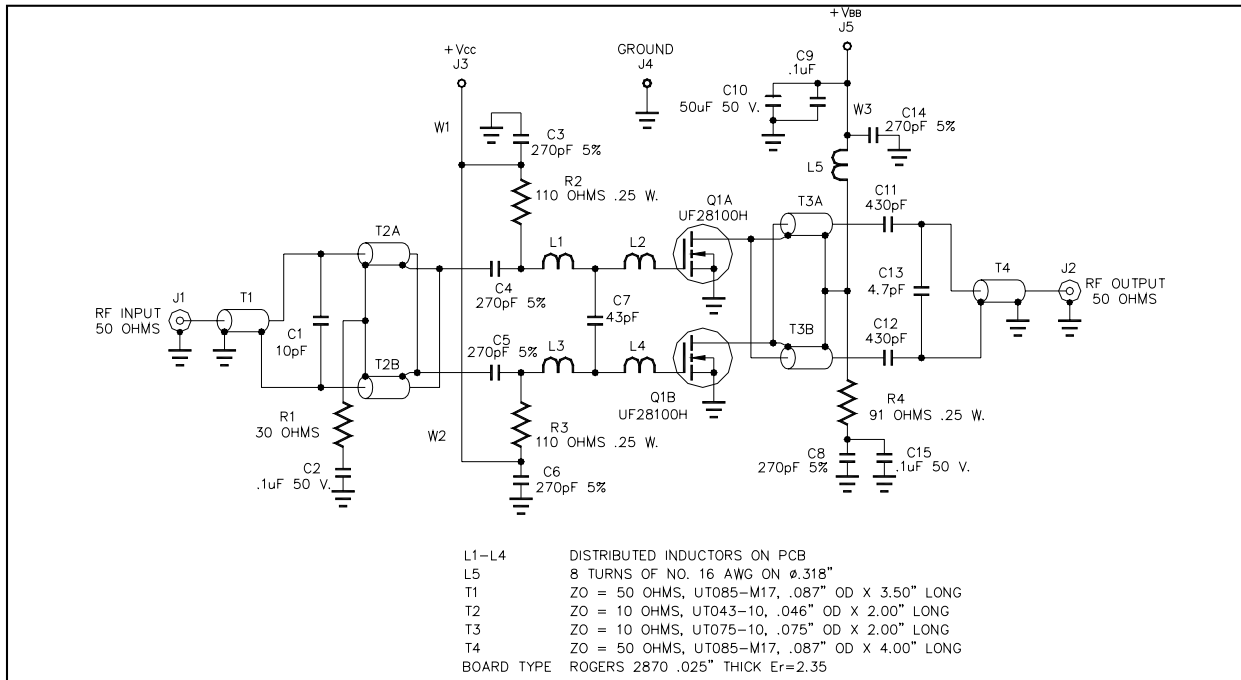 +VBB
J5
+Vcc
J3
GROUND
J4
C9
.1uF
C10
50uF 50 V.
W3
C14
270pF 5%
W1
C3
270pF 5%
L5
R2
110 OHMS .25 W.
Q1A
UF28100H
T3A
C11
430pF
T2A
L1
L2
C4
270pF 5%
C7
43pF
C13
4.7pF
T4
J2
RF OUTPUT
50 OHMS
J1
RF INPUT
50 OHMS
T1
C1
10pF
C5
270pF 5%
T3B
C12
430pF
T2B
L3
L4
Q1B
UF28100H
R1
30 OHMS
W2
R3
110 OHMS .25 W.
R4
91 OHMS .25 W.
C2
.1uF 50 V.
C6
270pF 5%
C8
270pF 5%
C15
.1uF 50 V.
L1-L4 DISTRIBUTED INDUCTORS ON PCB
L5 8 TURNS OF NO. 16 AWG ON ø.318"
T1 ZO = 50 OHMS, UT085-M17, .087" OD X 3.50" LONG
T2 ZO = 10 OHMS, UT043-10, .046" OD X 2.00" LONG
T3 ZO = 10 OHMS, UT075-10, .075" OD X 2.00" LONG
T4 ZO = 50 OHMS, UT085-M17, .087" OD X 4.00" LONG
BOARD TYPE ROGERS 2870 .025" THICK Er=2.35